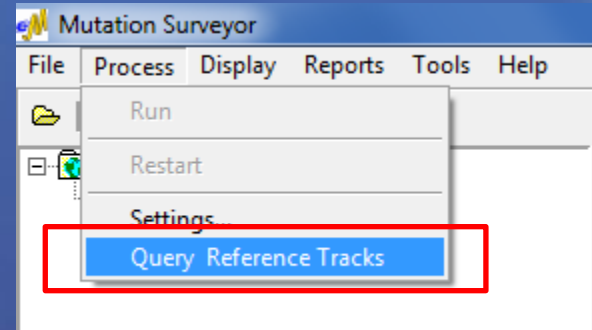 Mutation Surveyor
File Process Display Reports Tools Help
Run
Restart
Settings...
Query Reference Tracks